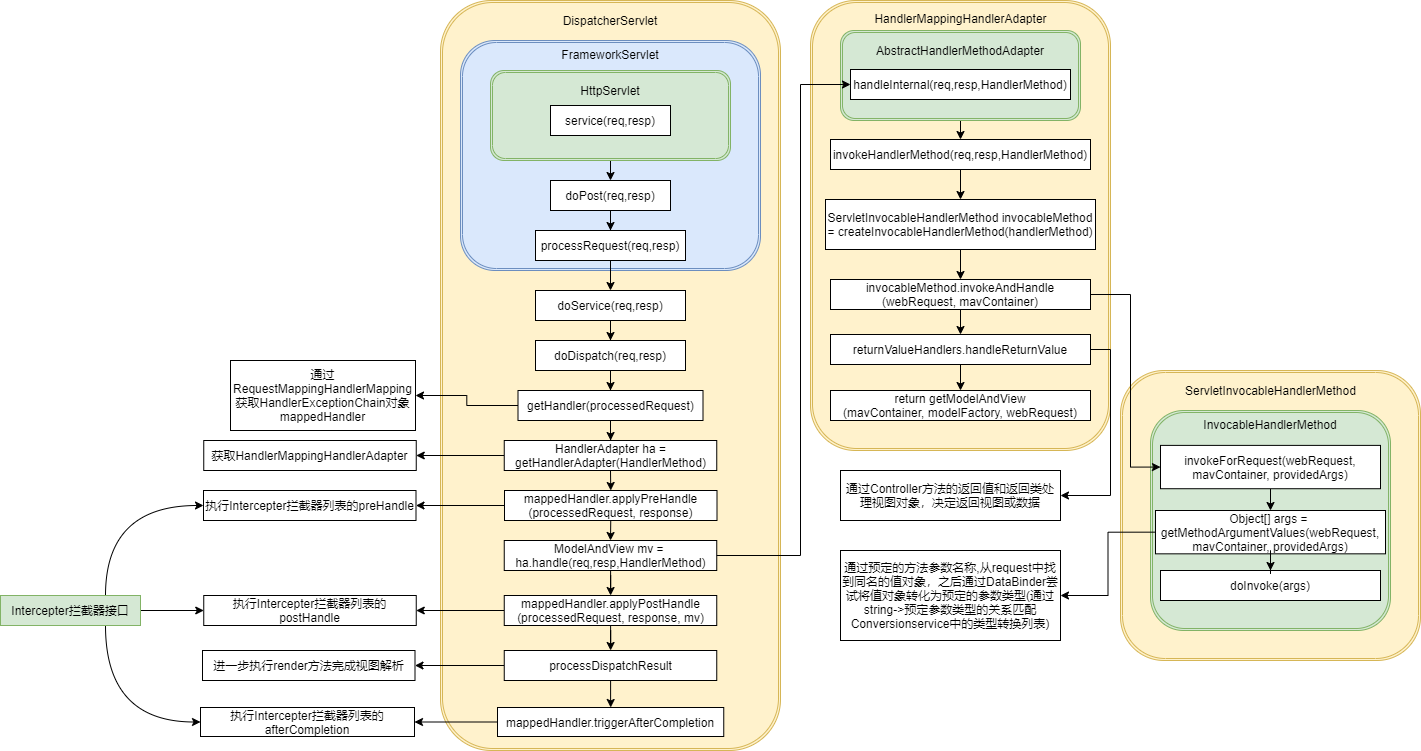 DispatcherServlet
FrameworkServlet
HttpServlet
service(req,resp)
doPost(req,resp)
processRequest(req,resp)
doService(req,resp)
doDispatch(req,resp)
getHandler(processedRequest)
HandlerAdapter ha =
getHandlerAdapter(HandlerMethod)
mappedHandler.applyPreHandle
(processedRequest, response)
ModelAndView mv =
ha.handle(req,resp,HandlerMethod)
mappedHandler.applyPostHandle
(processedRequest, response, mv)
processDispatchResult
mappedHandler.triggerAfterCompletion
通过
RequestMappingHandlerMapping
获取HandlerExceptionChain对象
mappedHandler
获取HandlerMappingHandlerAdapter
执行Intercepter拦截器列表的preHandle
Intercepter拦截器接口
执行Intercepter拦截器列表的
postHandle
进一步执行render方法完成视图解析
执行Intercepter拦截器列表的
afterCompletion
HandlerMappingHandlerAdapter
AbstractHandlerMethodAdapter
handleInternal(req,resp,HandlerMethod)
invokeHandlerMethod(req,resp,HandlerMethod)
ServletInvocableHandlerMethod invocableMethod
= createInvocableHandlerMethod(handlerMethod)
invocableMethod.invokeAndHandle
(webRequest, mavContainer)
returnValueHandlers.handleReturnValue
return getModelAndView
(mavContainer, modelFactory, webRequest)
通过Controller方法的返回值和返回类处
理视图对象，决定返回视图或数据
通过预定的方法参数名称,从request中找
到同名的值对象，之后通过DataBinder尝
试将值对象转化为预定的参数类型(通过
string->预定参数类型的关系匹配
Conversionservice中的类型转换列表)
ServletInvocableHandlerMethod
InvocableHandlerMethod
invokeForRequest(webRequest,
mavContainer, providedArgs)
Object[] args =
getMethodArgumentValues(webRequest,
mavContainer, providedArgs)
doInvoke(args)